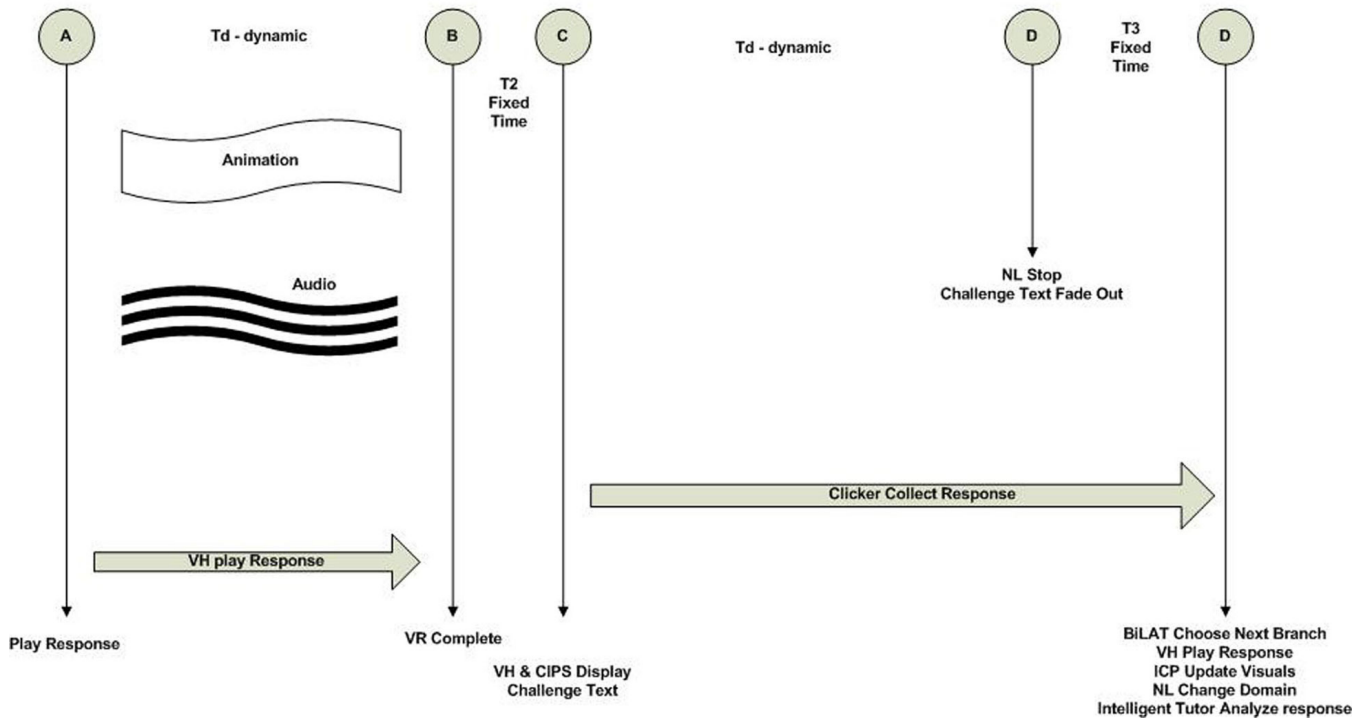 A
Td - dynamic
B
C
Td - dynamic
D
T3
Fixed
Time
D
T2
Fixed
Time
Animation
Audio
NL Stop
Challenge Text Fade Out
Clicker Collect Response
VH play Response
Play Response
VR Complete
VH & CIPS Display
Challenge Text
BiLAT Choose Next Branch
VH Play Response
ICP Update Visuals
NL Change Domain
Intelligent Tutor Analyze response